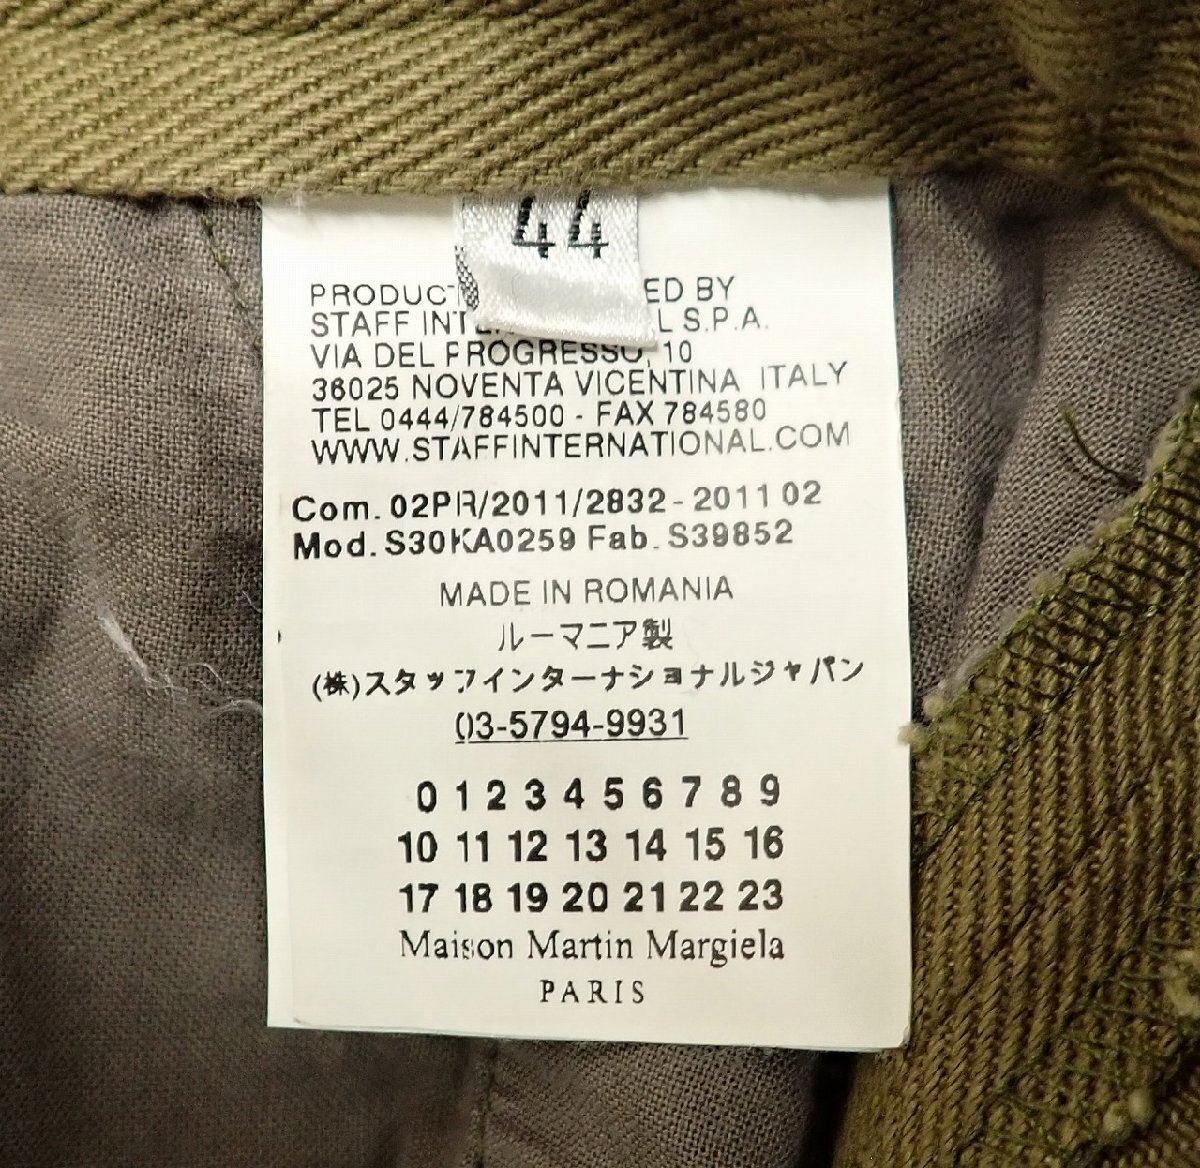 44
PRODUC ED BY
STAFF INTE L S.P.A.
VIA DEL PROGRESSO, 10
36025 NOVENTA VICENTINA ITALY
TEL 0444/784500 - FAX 784580
WWW.STAFFINTERNATIONAL.COM
Com. 02PR/2011/2832 - 2011 02
Mod. S30KA0259 Fab. S39852
MADE IN ROMANIA
ルーマニア製
(株)スタッフインターナショナルジャパン
03-5794-9931
0 1 2 3 4 5 6 7 8 9
10 11 12 13 14 15 16
17 18 19 20 21 22 23
Maison Martin Margiela
PARIS